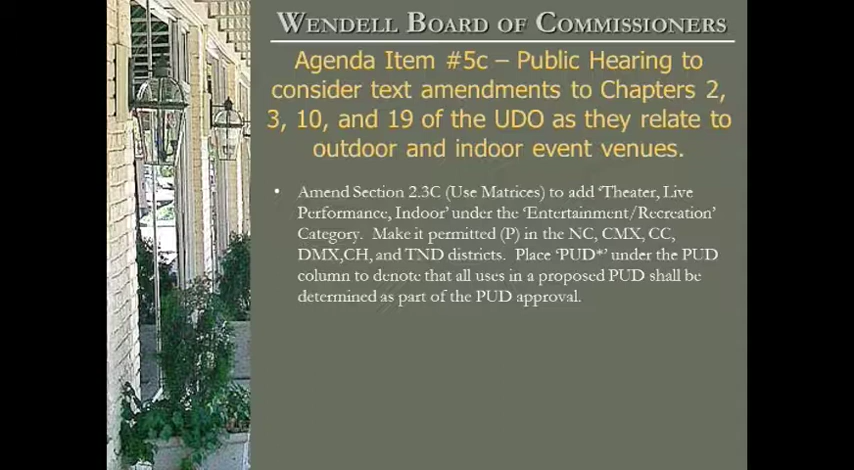 WENDELL BOARD OF COMMISSIONERS
Agenda Item #5c – Public Hearing to
consider text amendments to Chapters 2,
3, 10, and 19 of the UDO as they relate to
outdoor and indoor event venues.
• Amend Section 2.3C (Use Matrices) to add ‘Theater, Live
Performance, Indoor’ under the ‘Entertainment/Recreation’
Category. Make it permitted (P) in the NC, CMX, CC,
DMX,CH, and TND districts. Place ‘PUD*’ under the PUD
column to denote that all uses in a proposed PUD shall be
determined as part of the PUD approval.